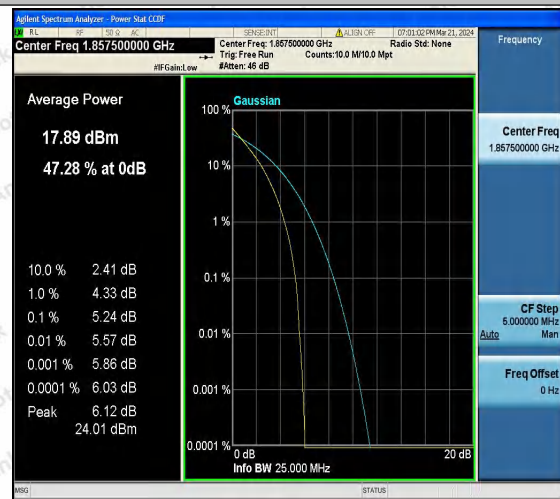 Agilent Spectrum Analyzer - Power Stat CCDF
RL RF 50 Ω AC SENSE:INT ALIGN OFF 07:01:02 PM Mar 21, 2024
Center Freq 1.857500000 GHz
Center Freq: 1.857500000 GHz Radio Std: None
Trig: Free Run Counts:10.0 M/10.0 Mpt
#IFGain:Low #Atten: 46 dB
Frequency
Average Power
17.89 dBm
47.28 % at 0dB
10.0 % 2.41 dB
1.0 % 4.33 dB
0.1 % 5.24 dB
0.01 % 5.57 dB
0.001 % 5.86 dB
0.0001 % 6.03 dB
Peak 6.12 dB
24.01 dBm
Gaussian
100 %
10 %
1 %
0.1 %
0.01 %
0.001 %
0.0001 %
0 dB 20 dB
Info BW 25.000 MHz
Center Freq
1.857500000 GHz
CF Step
5.000000 MHz
Auto Man
Freq Offset
0 Hz
MSG STATUS